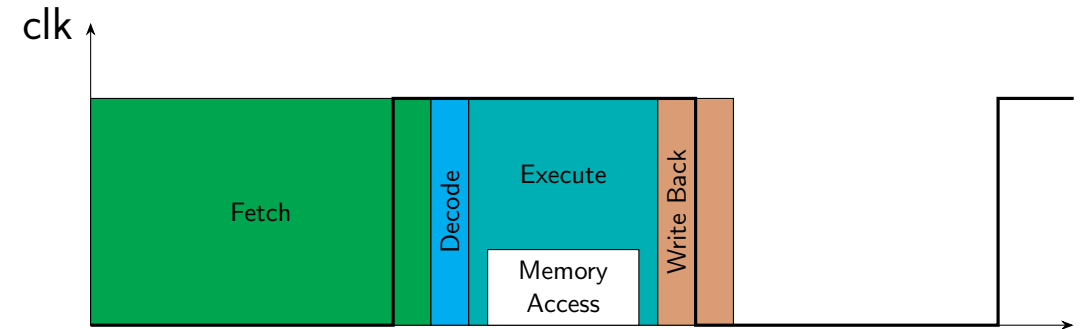 clk
Fetch
Decode
Execute
Memory
Access
Write Back